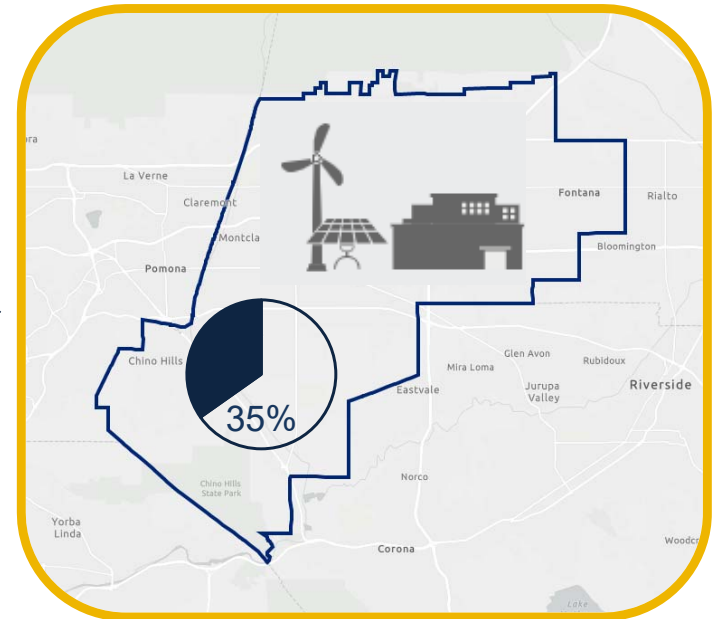 ra
La Verne
Claremont
Montcla
Fontana
Rialto
Bloomington
Pomona
Chino Hills
35%
Glen Avon
Mira Loma
Rubidoux
Eastvale
Jurupa
Valley
Riverside
Chino Hills
State Park
Norco
Yorba
Linda
Corona
Woodcr
Lake